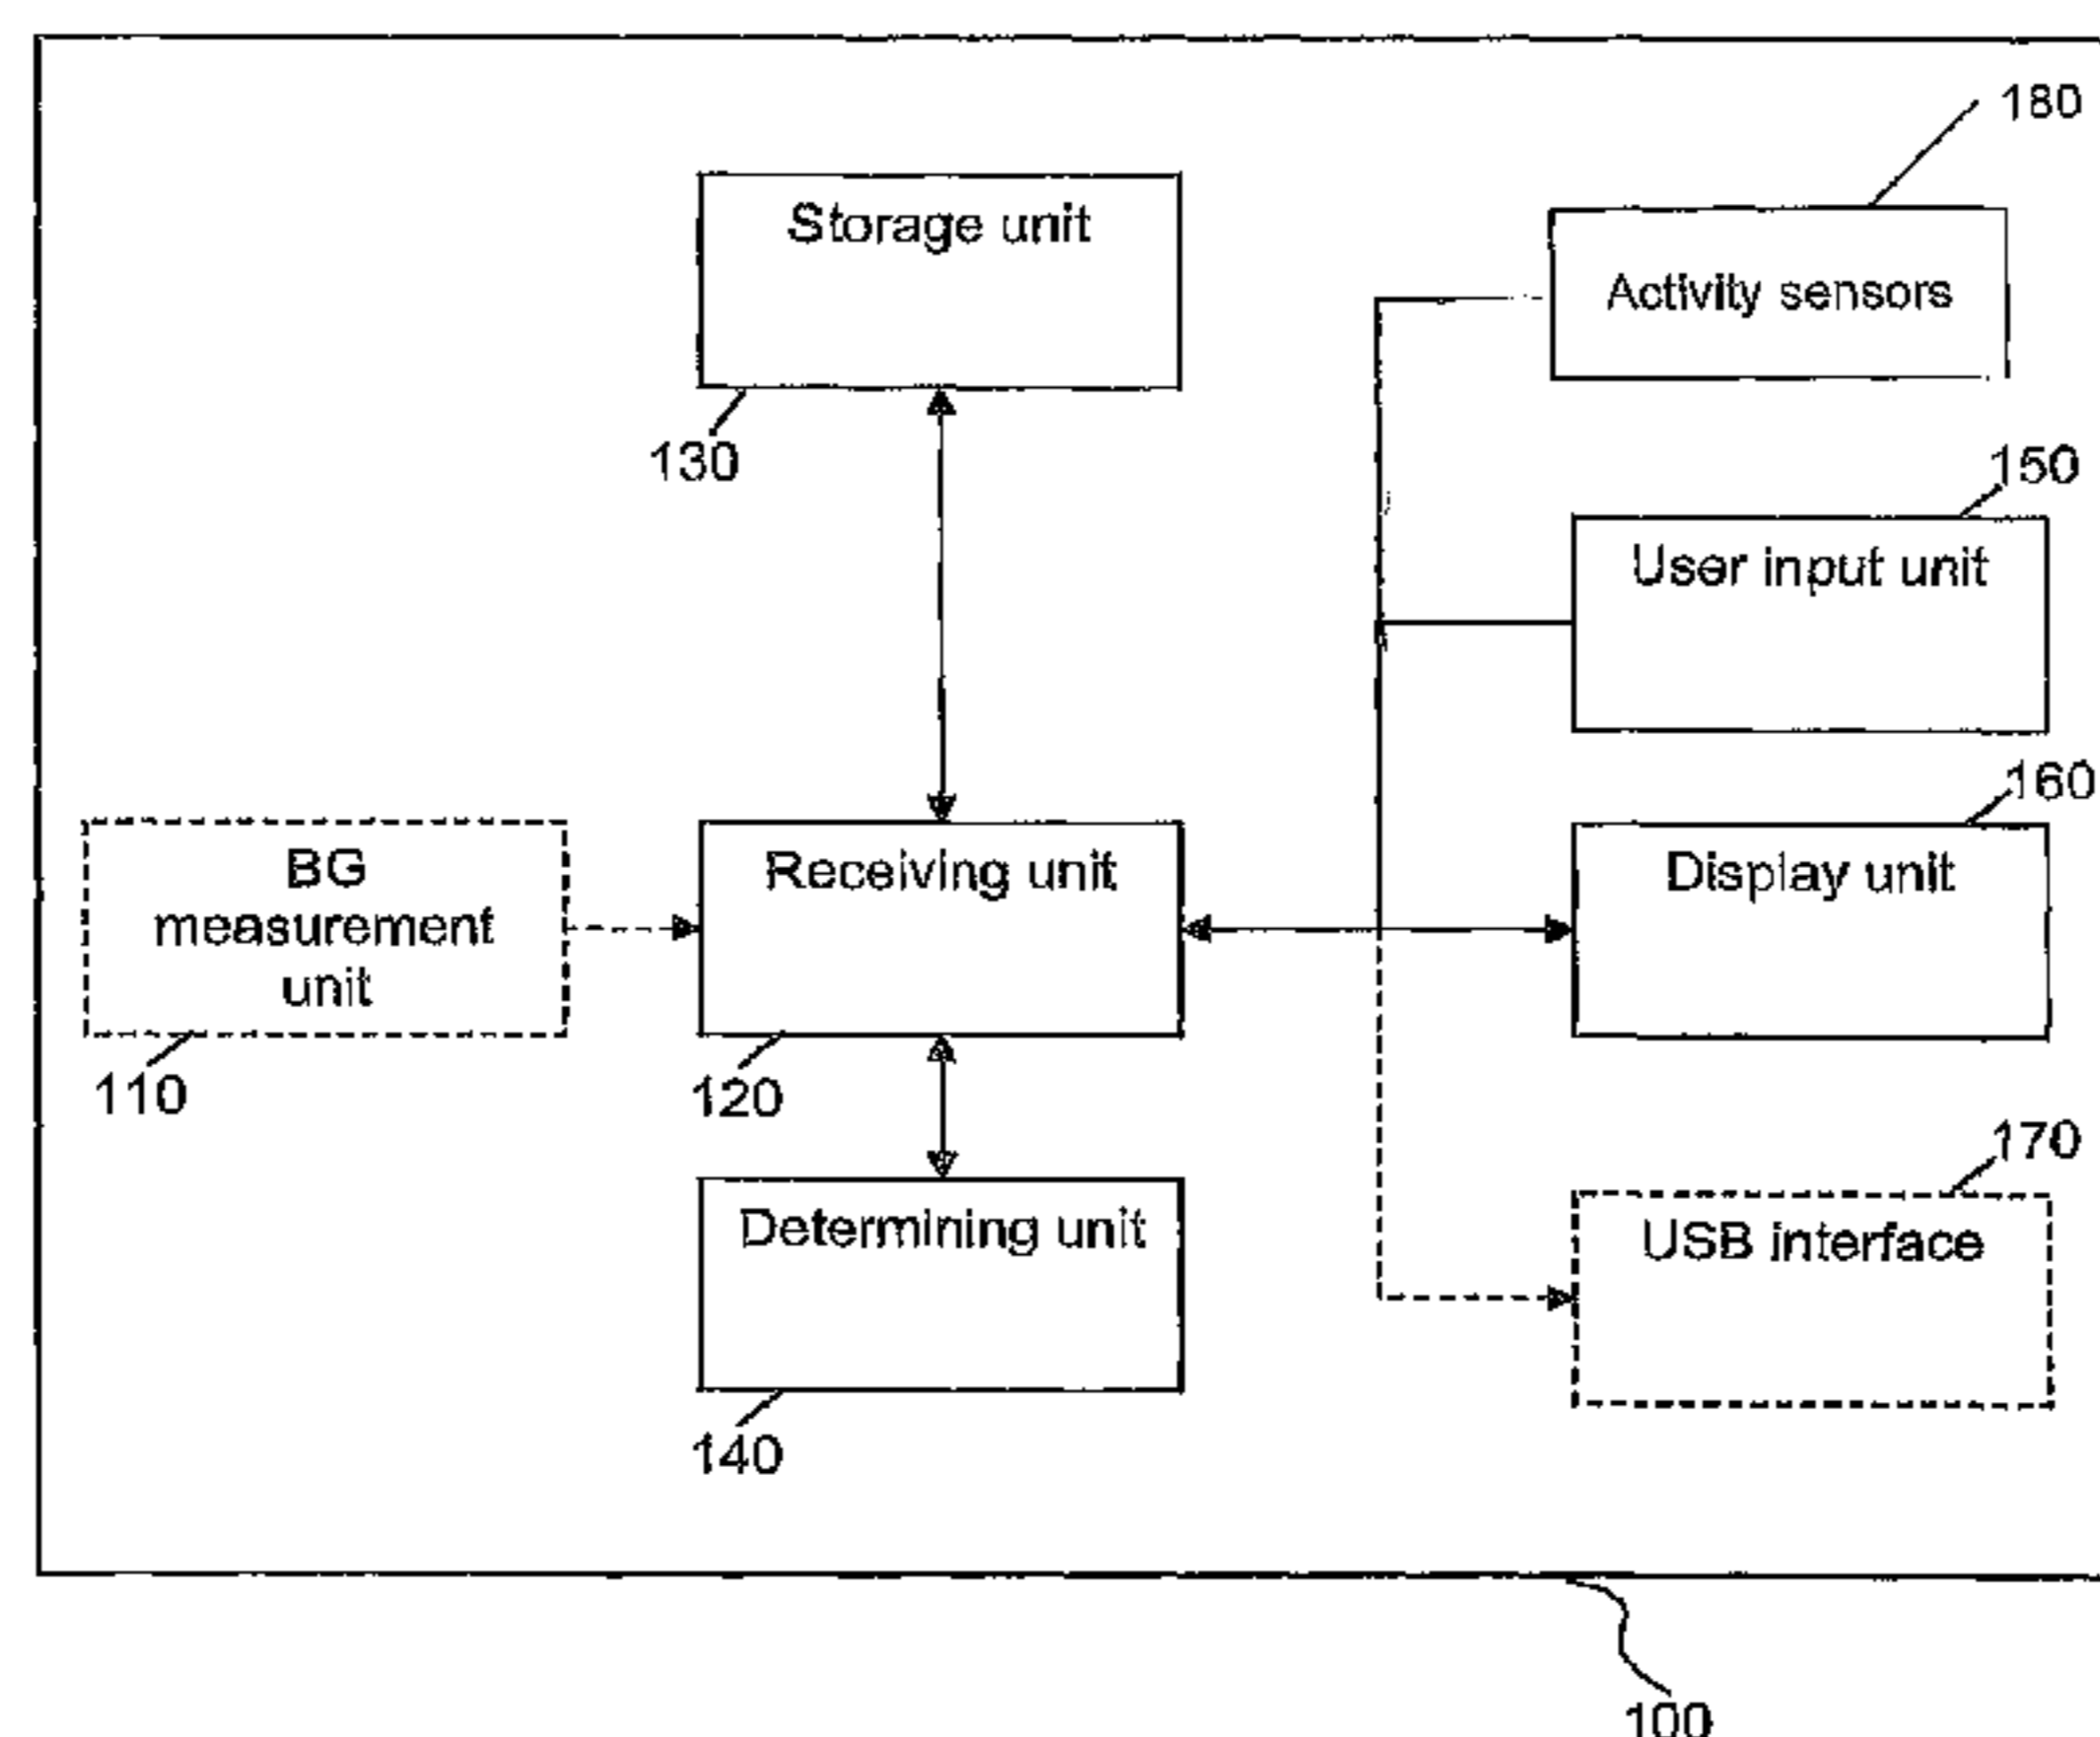 180
Storage unit
Activity sensors
130
150
User input unit
160
BG
measurement
unit
Receiving unit
Display unit
110
120
170
Determining unit
USB interface
140
100